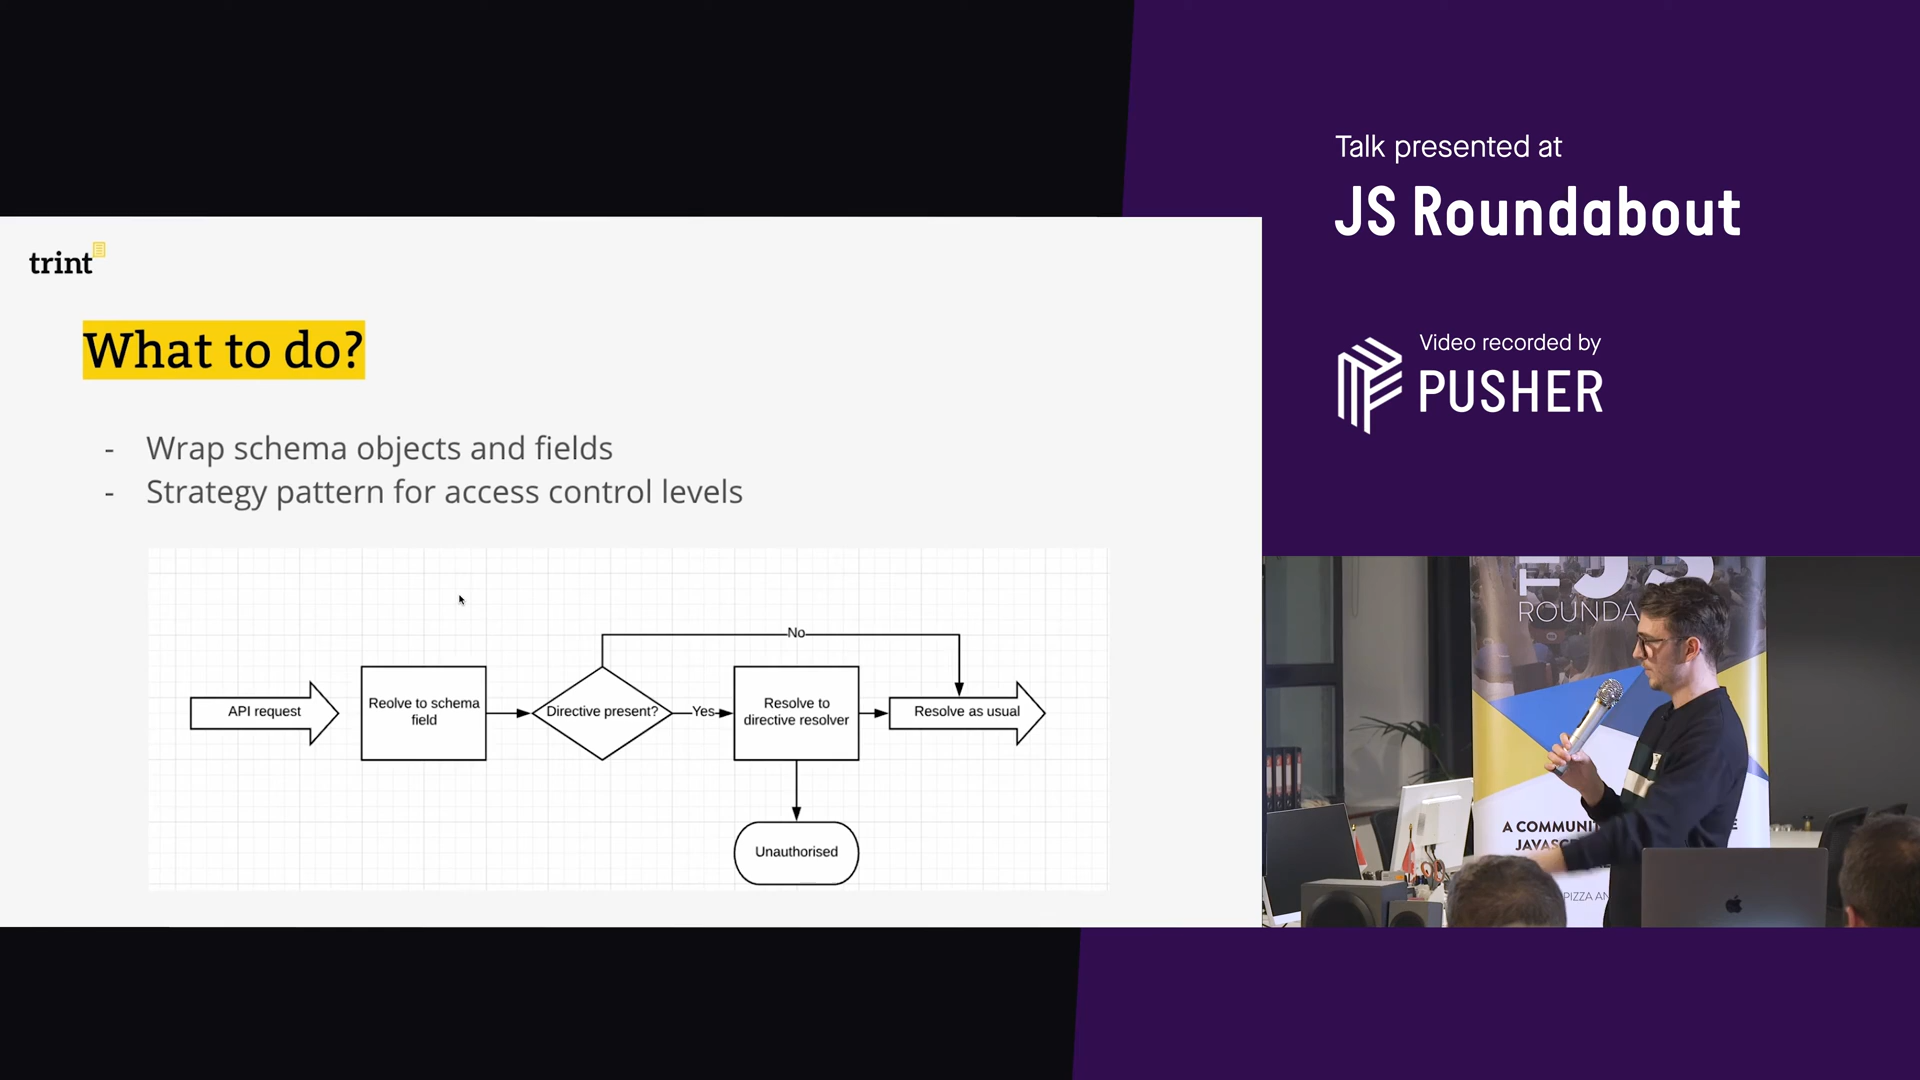 Talk presented at
JS Roundabout
Video recorded by
PUSHER
trint
What to do?
- Wrap schema objects and fields
- Strategy pattern for access control levels
No
API request
Reolve to schema
field
Directive present?
Yes
Resolve to
directive resolver
Resolve as usual
Unauthorised
JS
ROUNDA
A COMMUNI
JAVASC
PIZZA AN